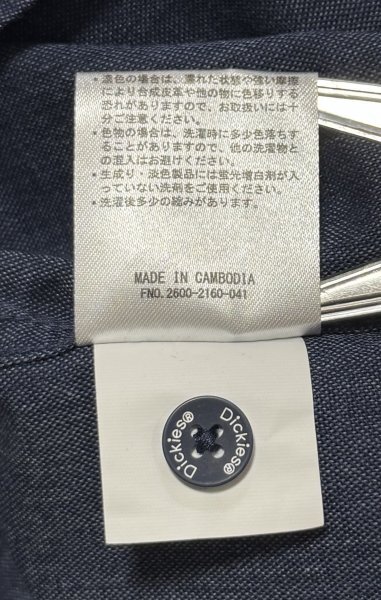 ・濃色の場合は、濡れた状態や強い摩擦
により合成皮革や他の物に色移りする
恐れがありますので、お取扱いには十
分ご注意ください。
・色物の場合は、洗濯時に多少色落ちす
ることがありますので、他の洗濯物と
の混入はお避けください。
・生成り・淡色製品には蛍光増白剤が入
っていない洗剤をご使用ください。
・洗濯後多少の縮みがあります。
MADE IN CAMBODIA
FNO. 2600-2160-041
Dickies®
Dickies®